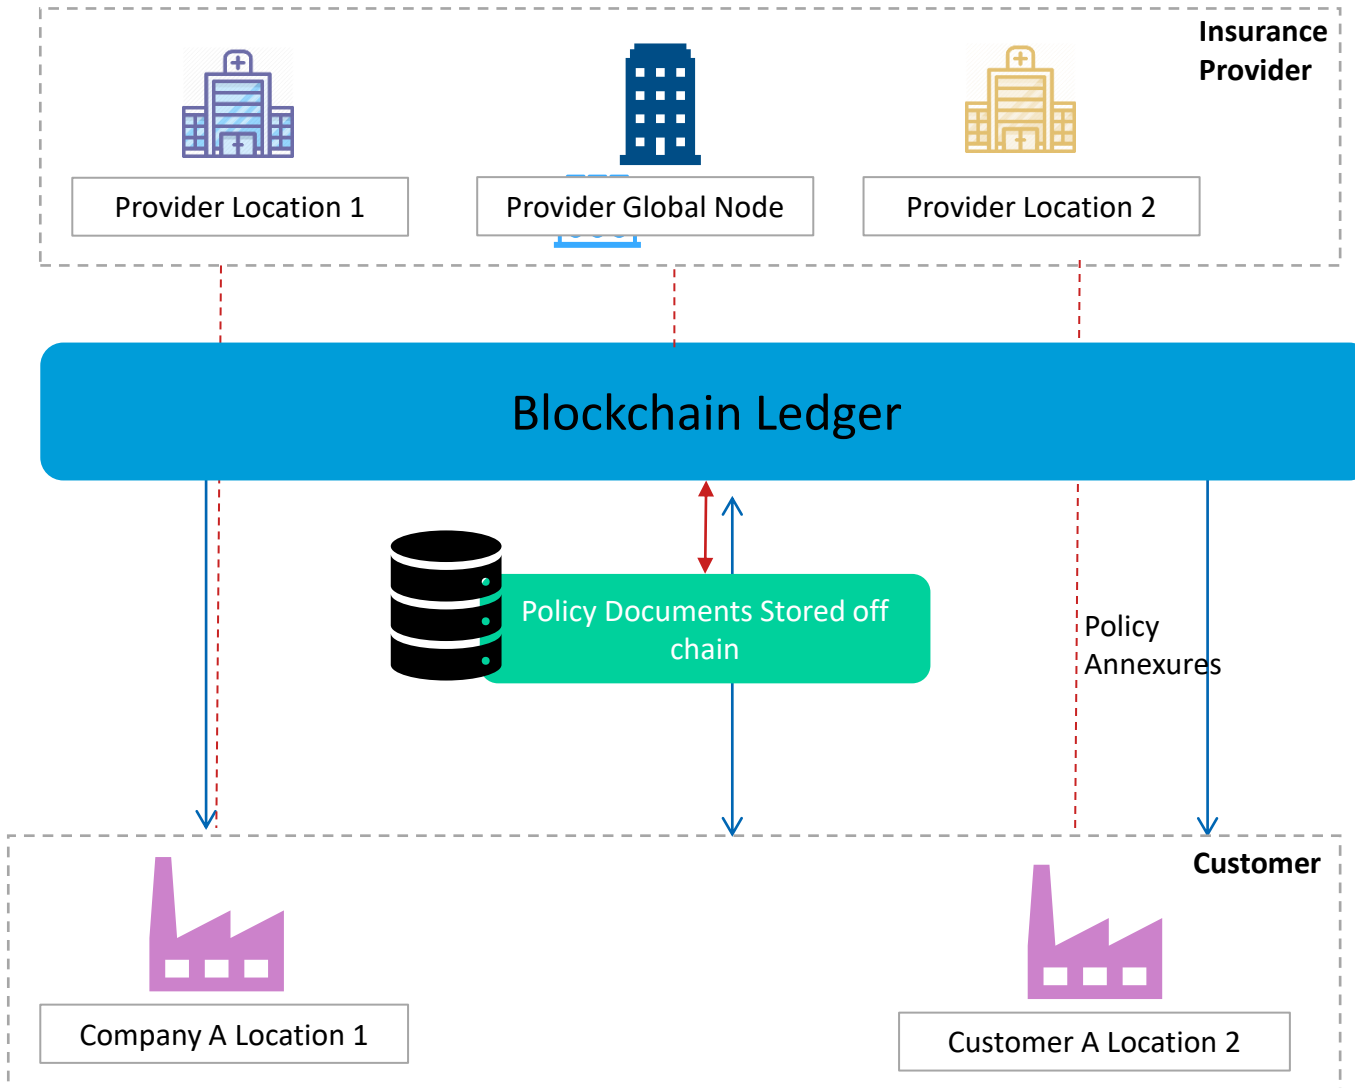 Insurance
Provider
Provider Location 1
Provider Global Node
Provider Location 2
Blockchain Ledger
Policy Documents Stored off
chain
Policy
Annexures
Customer
Company A Location 1
Customer A Location 2